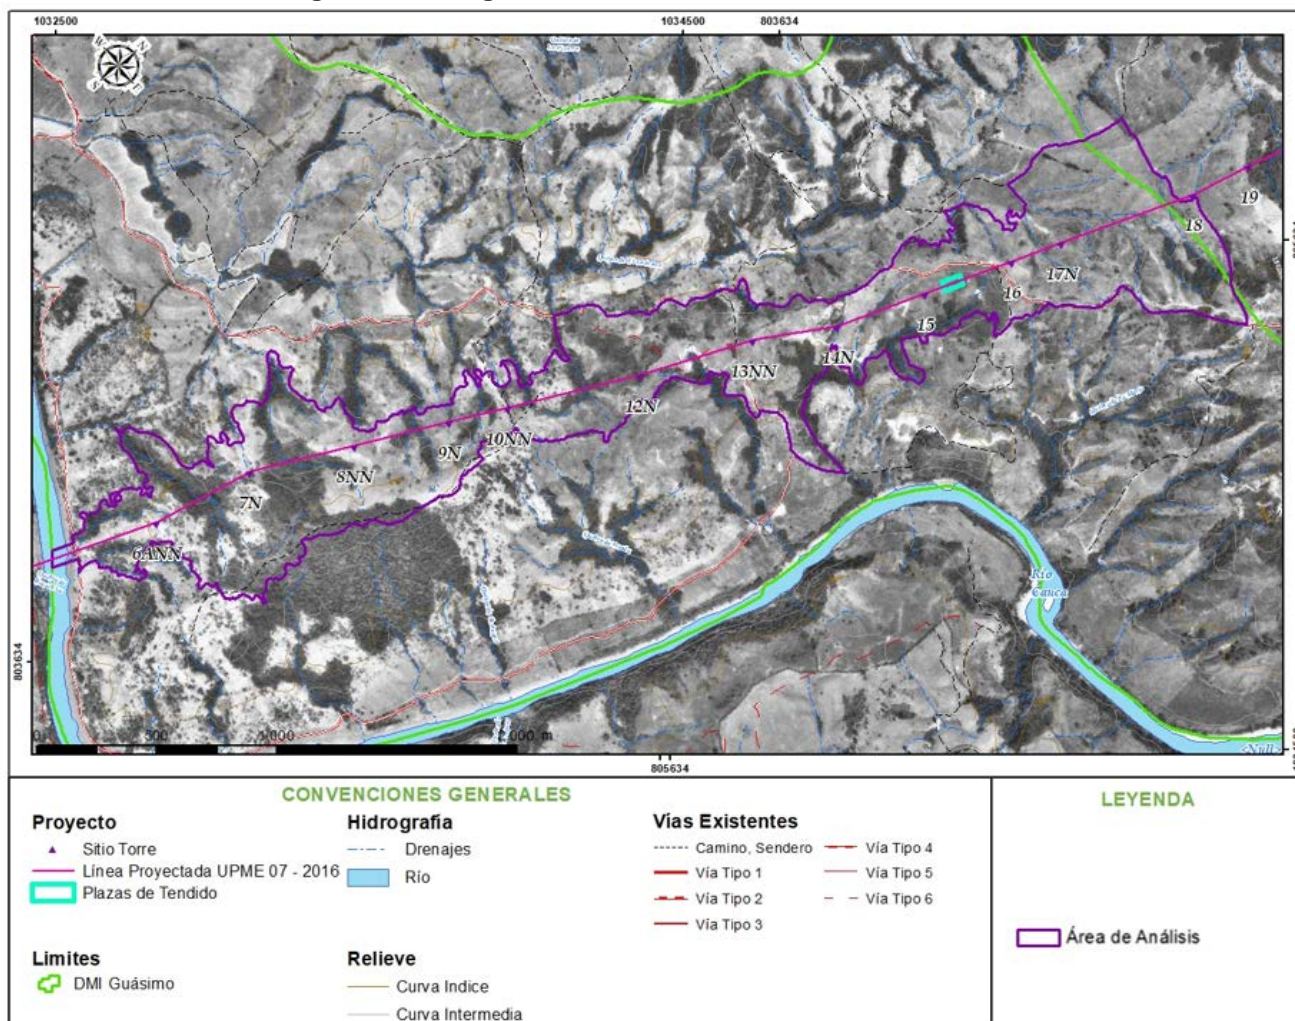 1032500
1034500
803634
N
19
18
17N
16
15
14N
13NN
12N
10NN
9N
8NN
7N
6ANN
Río
Cauca
803634
0
500
1.000
2.000 m
<Null>
805634
CONVENCIONES GENERALES
LEYENDA
Proyecto
Hidrografía
Vías Existentes
Sitio Torre
Drenajes
Camino, Sendero
Vía Tipo 4
Línea Proyectada UPME 07 - 2016
Río
Vía Tipo 1
Vía Tipo 5
Plazas de Tendido
Vía Tipo 2
Vía Tipo 6
Vía Tipo 3
Área de Análisis
Limites
Relieve
DMI Guásimo
Curva Indice
Curva Intermedia